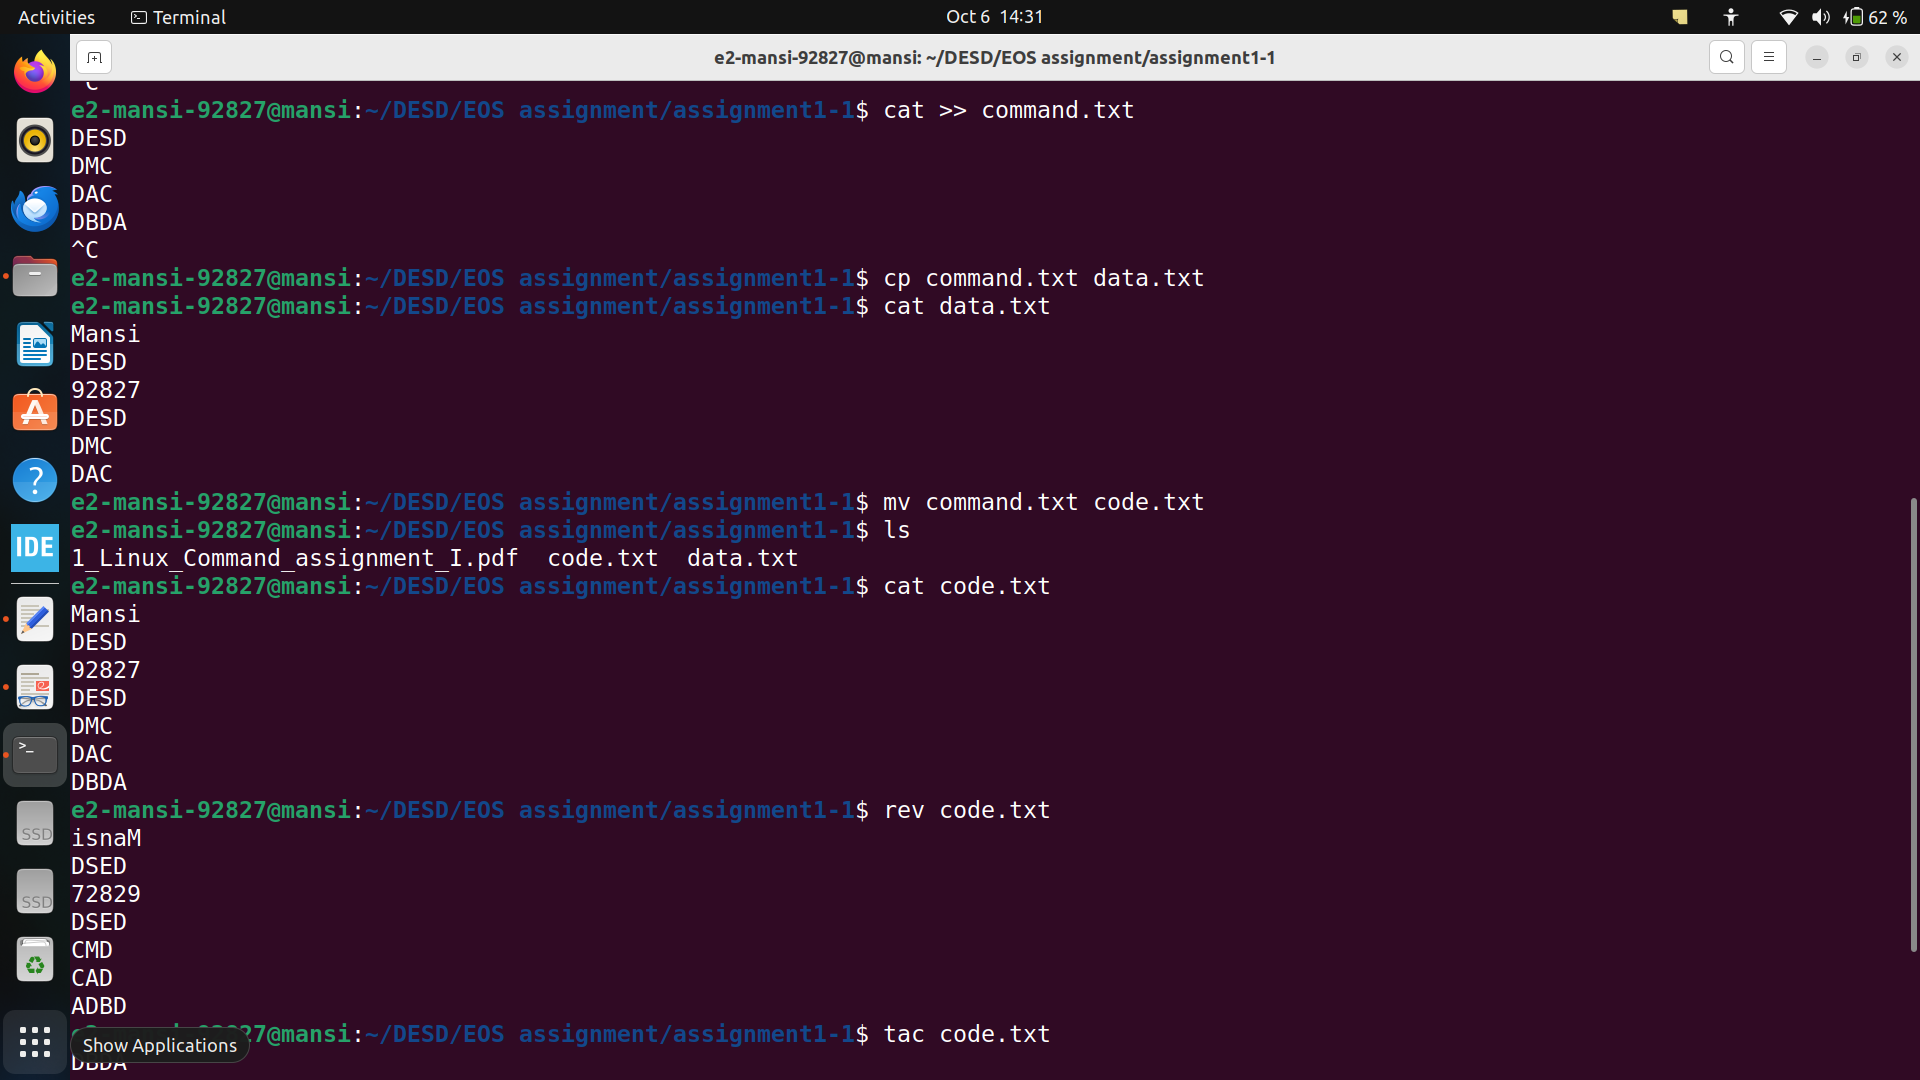 Activities
Terminal
Oct 6 14:31
62 %
e2-mansi-92827@mansi: ~/DESD/EOS assignment/assignment1-1
^C
e2-mansi-92827@mansi:~/DESD/EOS assignment/assignment1-1$ cat >> command.txt
DESD
DMC
DAC
DBDA
^C
e2-mansi-92827@mansi:~/DESD/EOS assignment/assignment1-1$ cp command.txt data.txt
e2-mansi-92827@mansi:~/DESD/EOS assignment/assignment1-1$ cat data.txt
Mansi
DESD
92827
DESD
DMC
DAC
e2-mansi-92827@mansi:~/DESD/EOS assignment/assignment1-1$ mv command.txt code.txt
e2-mansi-92827@mansi:~/DESD/EOS assignment/assignment1-1$ ls
1_Linux_Command_assignment_I.pdf  code.txt  data.txt
e2-mansi-92827@mansi:~/DESD/EOS assignment/assignment1-1$ cat code.txt
Mansi
DESD
92827
DESD
DMC
DAC
DBDA
e2-mansi-92827@mansi:~/DESD/EOS assignment/assignment1-1$ rev code.txt
isnaM
DSED
72829
DSED
CMD
CAD
ADBD
e2-mansi-92827@mansi:~/DESD/EOS assignment/assignment1-1$ tac code.txt
DBDA
Show Applications
IDE
>_
SSD
SSD